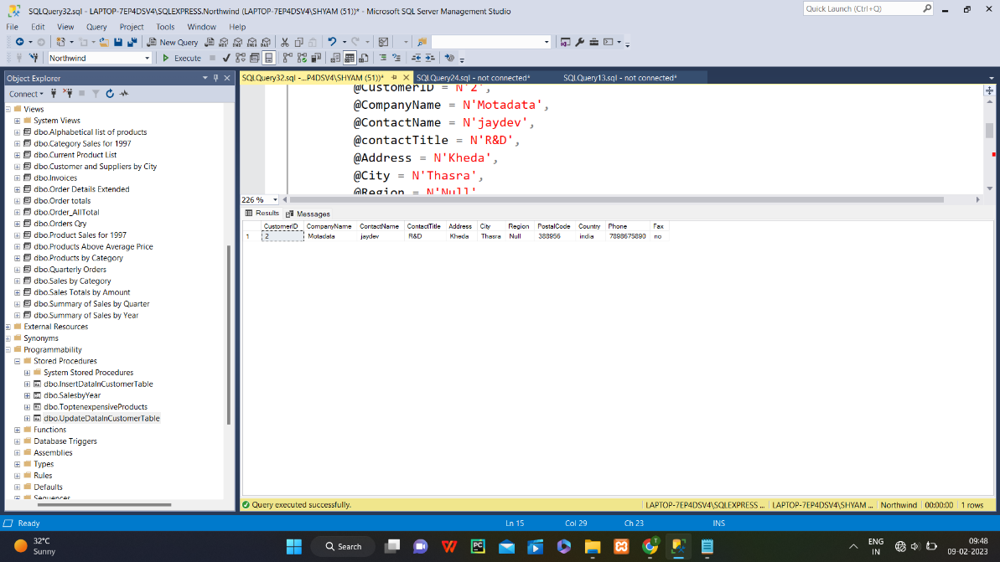 SQLQuery32.sql - LAPTOP-7EP4DSV4\SQLEXPRESS.Northwind (LAPTOP-7EP4DSV4\SHYAM (51))* - Microsoft SQL Server Management Studio
Quick Launch (Ctrl+Q)
File Edit View Query Project Tools Window Help
New Query
MDX DMX XMLA DAX
Northwind
Execute
Object Explorer
SQLQuery32.sql -...P4DSV4\SHYAM (51))*
SQLQuery24.sql - not connected*
SQLQuery13.sql - not connected*
Connect
Views
System Views
dbo.Alphabetical list of products
dbo.Category Sales for 1997
dbo.Current Product List
dbo.Customer and Suppliers by City
dbo.Invoices
dbo.Order Details Extended
dbo.Order totals
dbo.Order_AllTotal
dbo.Orders Qry
dbo.Product Sales for 1997
dbo.Products Above Average Price
dbo.Products by Category
dbo.Quarterly Orders
dbo.Sales by Category
dbo.Sales Totals by Amount
dbo.Summary of Sales by Quarter
dbo.Summary of Sales by Year
External Resources
Synonyms
Programmability
Stored Procedures
System Stored Procedures
dbo.InsertDataInCustomerTable
dbo.SalesbyYear
dbo.ToptenexpensiveProducts
dbo.UpdateDataInCustomerTable
Functions
Database Triggers
Assemblies
Types
Rules
Defaults
Sequences
@CustomerID = N'2',
@CompanyName = N'Motadata',
@ContactName = N'jaydev',
@contactTitle = N'R&D',
@Address = N'Kheda',
@City = N'Thasra',
@Region = N'Null'
226 %
Results Messages
CustomerID CompanyName ContactName ContactTitle Address City Region PostalCode Country Phone Fax
1 2 Motadata jaydev R&D Kheda Thasra Null 388956 india 7898675890 no
Query executed successfully.
LAPTOP-7EP4DSV4\SQLEXPRESS ... LAPTOP-7EP4DSV4\SHYAM ... Northwind 00:00:00 1 rows
Ready Ln 15 Col 29 Ch 23 INS
32°C
Sunny
Search
ENG
IN
09:48
09-02-2023